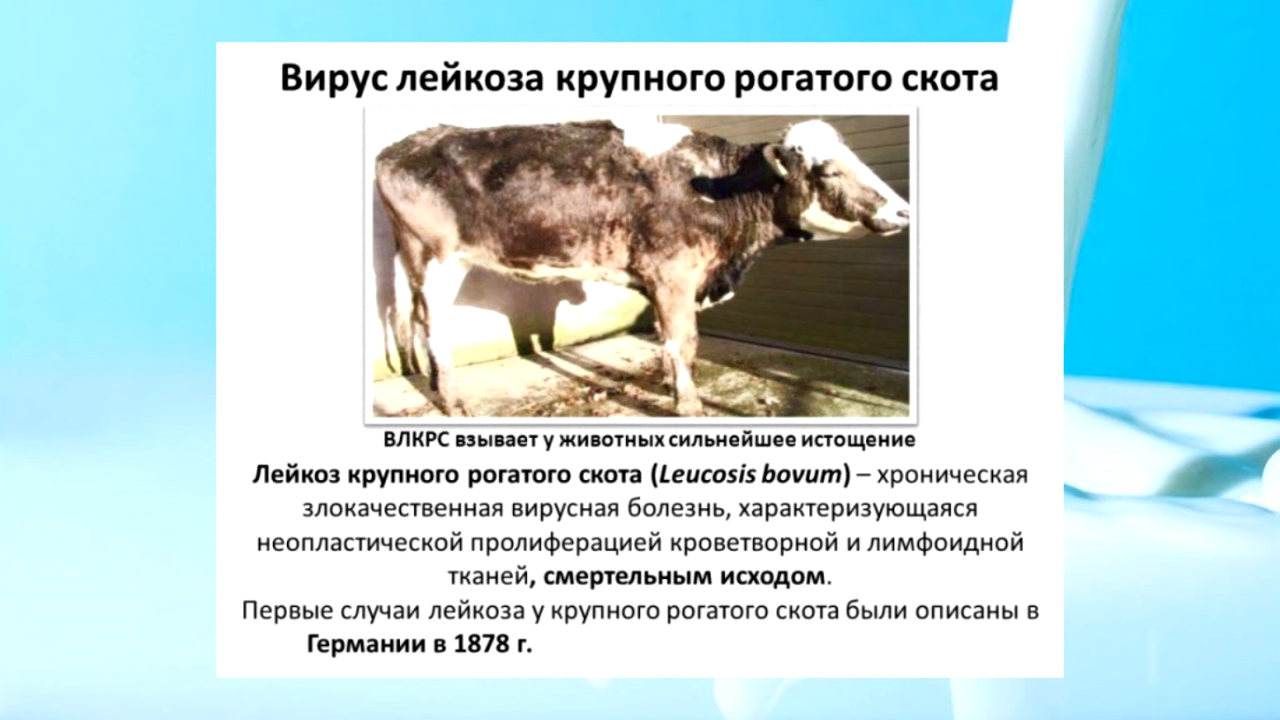 Вирус лейкоза крупного рогатого скота
ВЛКРС взывает у животных сильнейшее истощение
Лейкоз крупного рогатого скота (Leucosis bovum) – хроническая
злокачественная вирусная болезнь, характеризующаяся
неопластической пролиферацией кроветворной и лимфоидной
тканей, смертельным исходом.
Первые случаи лейкоза у крупного рогатого скота были описаны в
Германии в 1878 г.